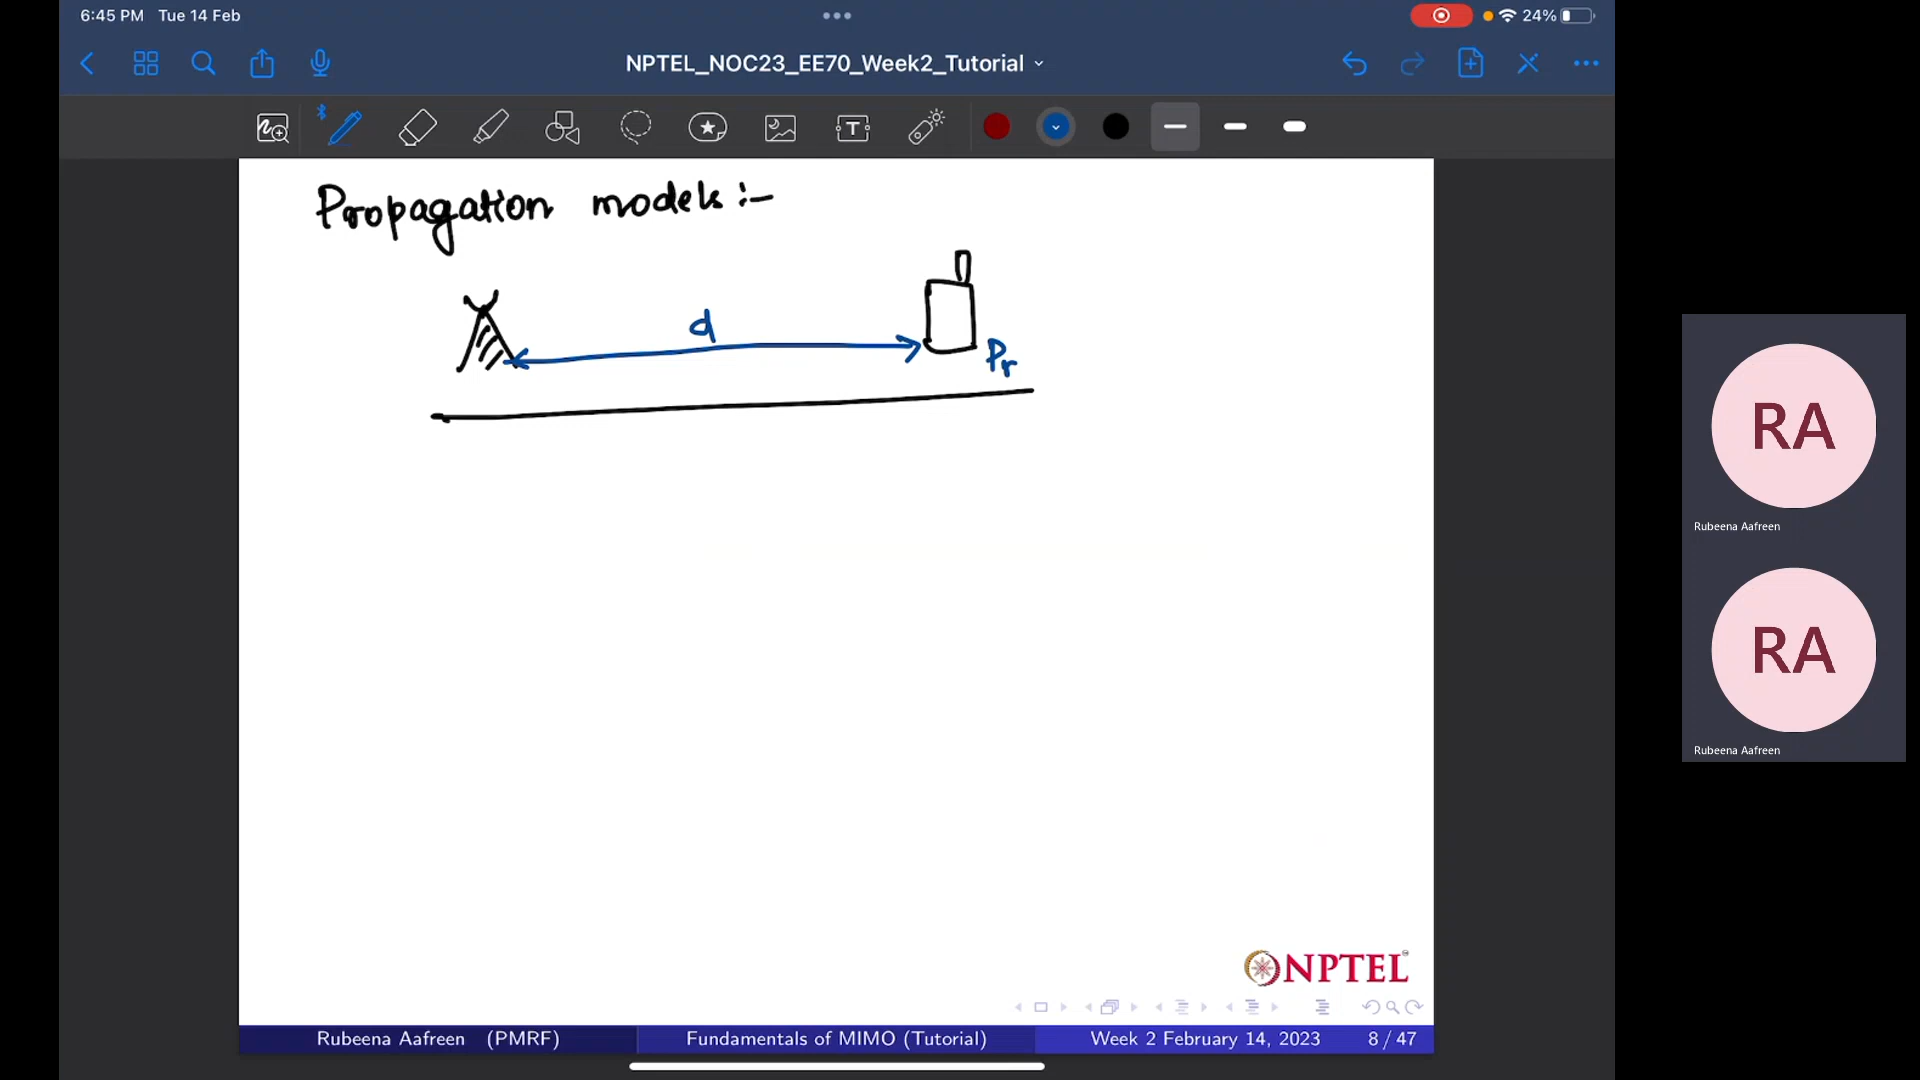 6:45 PM Tue 14 Feb
24%
NPTEL_NOC23_EE70_Week2_Tutorial
T
Propagation models :-
d
Pr
RA
Rubeena Aafreen
RA
Rubeena Aafreen
NPTEL
Rubeena Aafreen (PMRF) Fundamentals of MIMO (Tutorial) Week 2 February 14, 2023 8 / 47